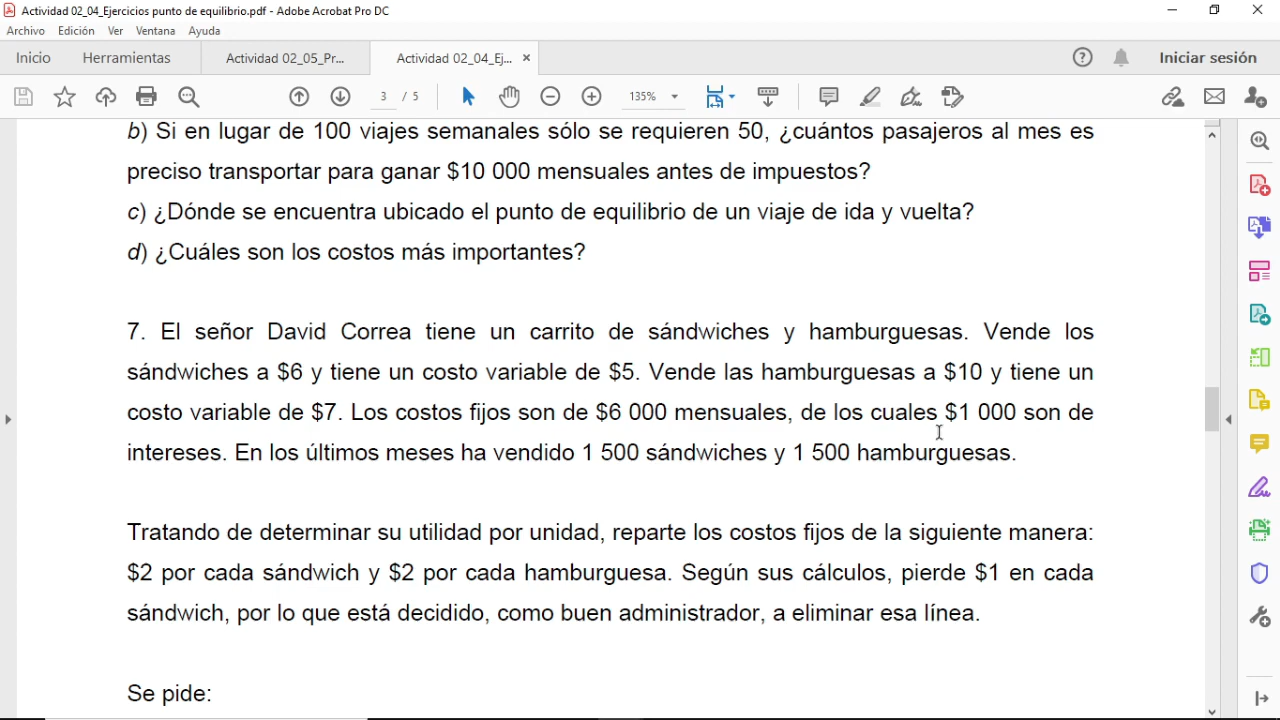 Actividad 02_04_Ejercicios punto de equilibrio.pdf - Adobe Acrobat Pro DC
Archivo Edición Ver Ventana Ayuda
Inicio Herramientas Actividad 02_05_Pr... Actividad 02_04_Ej... × Iniciar sesión
3 / 5 135%
b) Si en lugar de 100 viajes semanales sólo se requieren 50, ¿cuántos pasajeros al mes es
preciso transportar para ganar $10 000 mensuales antes de impuestos?
c) ¿Dónde se encuentra ubicado el punto de equilibrio de un viaje de ida y vuelta?
d) ¿Cuáles son los costos más importantes?
7. El señor David Correa tiene un carrito de sándwiches y hamburguesas. Vende los
sándwiches a $6 y tiene un costo variable de $5. Vende las hamburguesas a $10 y tiene un
costo variable de $7. Los costos fijos son de $6 000 mensuales, de los cuales $1 000 son de
intereses. En los últimos meses ha vendido 1 500 sándwiches y 1 500 hamburguesas.
Tratando de determinar su utilidad por unidad, reparte los costos fijos de la siguiente manera:
$2 por cada sándwich y $2 por cada hamburguesa. Según sus cálculos, pierde $1 en cada
sándwich, por lo que está decidido, como buen administrador, a eliminar esa línea.
Se pide: